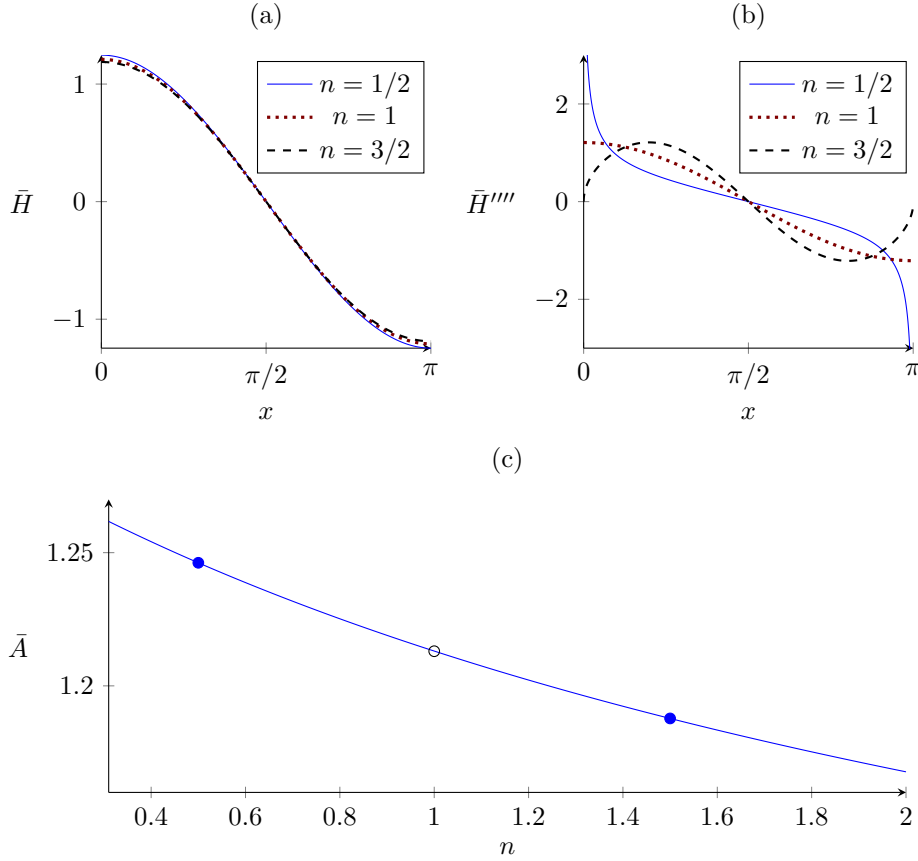 (a)
1
0
−1
H̄
0
π/2
π
x
n = 1/2
n = 1
n = 3/2
(b)
2
0
−2
H̄''''
0
π/2
π
x
n = 1/2
n = 1
n = 3/2
(c)
1.25
1.2
Ā
0.4
0.6
0.8
1
1.2
1.4
1.6
1.8
2
n